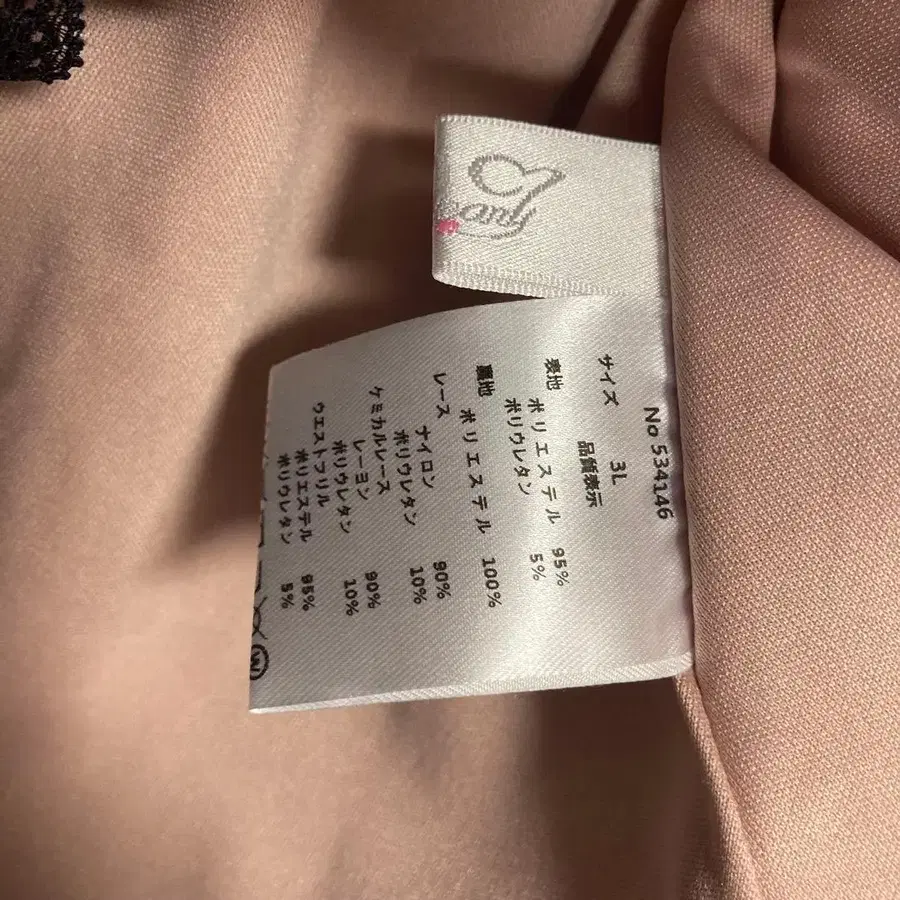 No 534146
サイズ 3L
品質表示
表地 ポリエステル 95%
ポリウレタン 5%
裏地 ポリエステル 100%
レース
ナイロン 90%
ポリウレタン 10%
ケミカルレース
レーヨン 90%
ポリウレタン 10%
ウエストフリル
ポリエステル 95%
ポリウレタン 5%
W